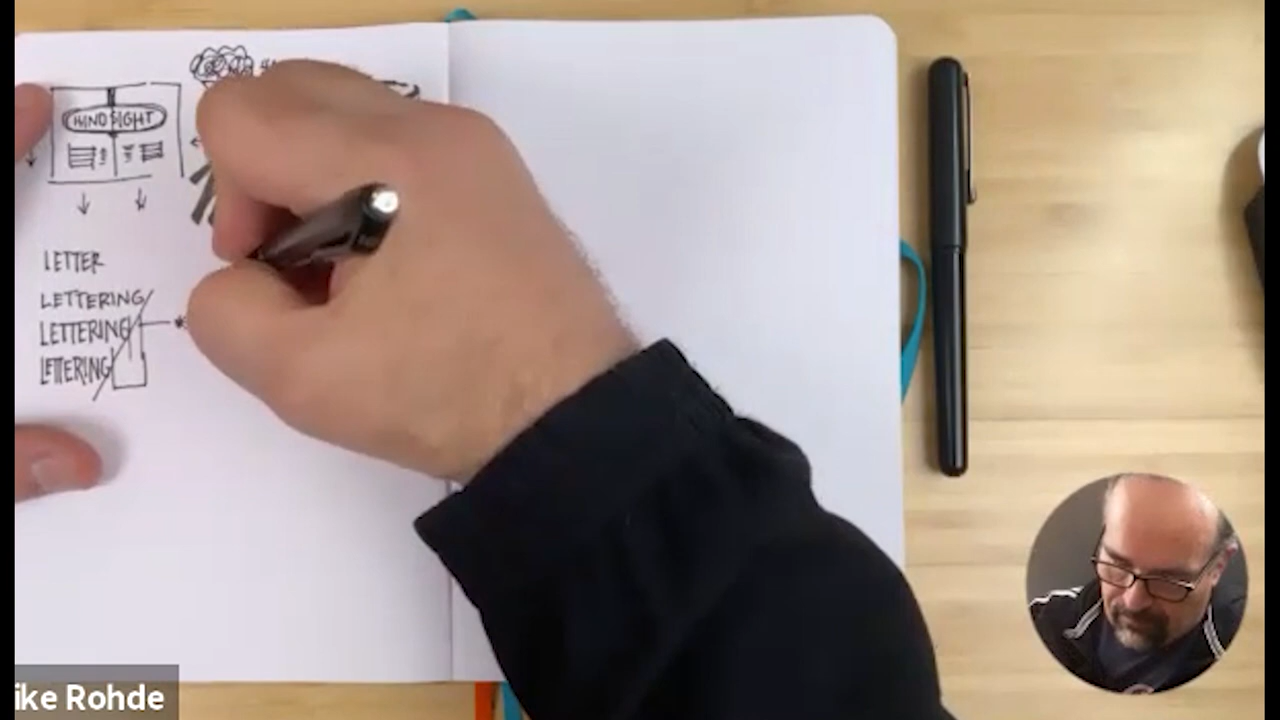 HINDSIGHT
LETTER
LETTERING
LETTERING
LETTERING
ike Rohde